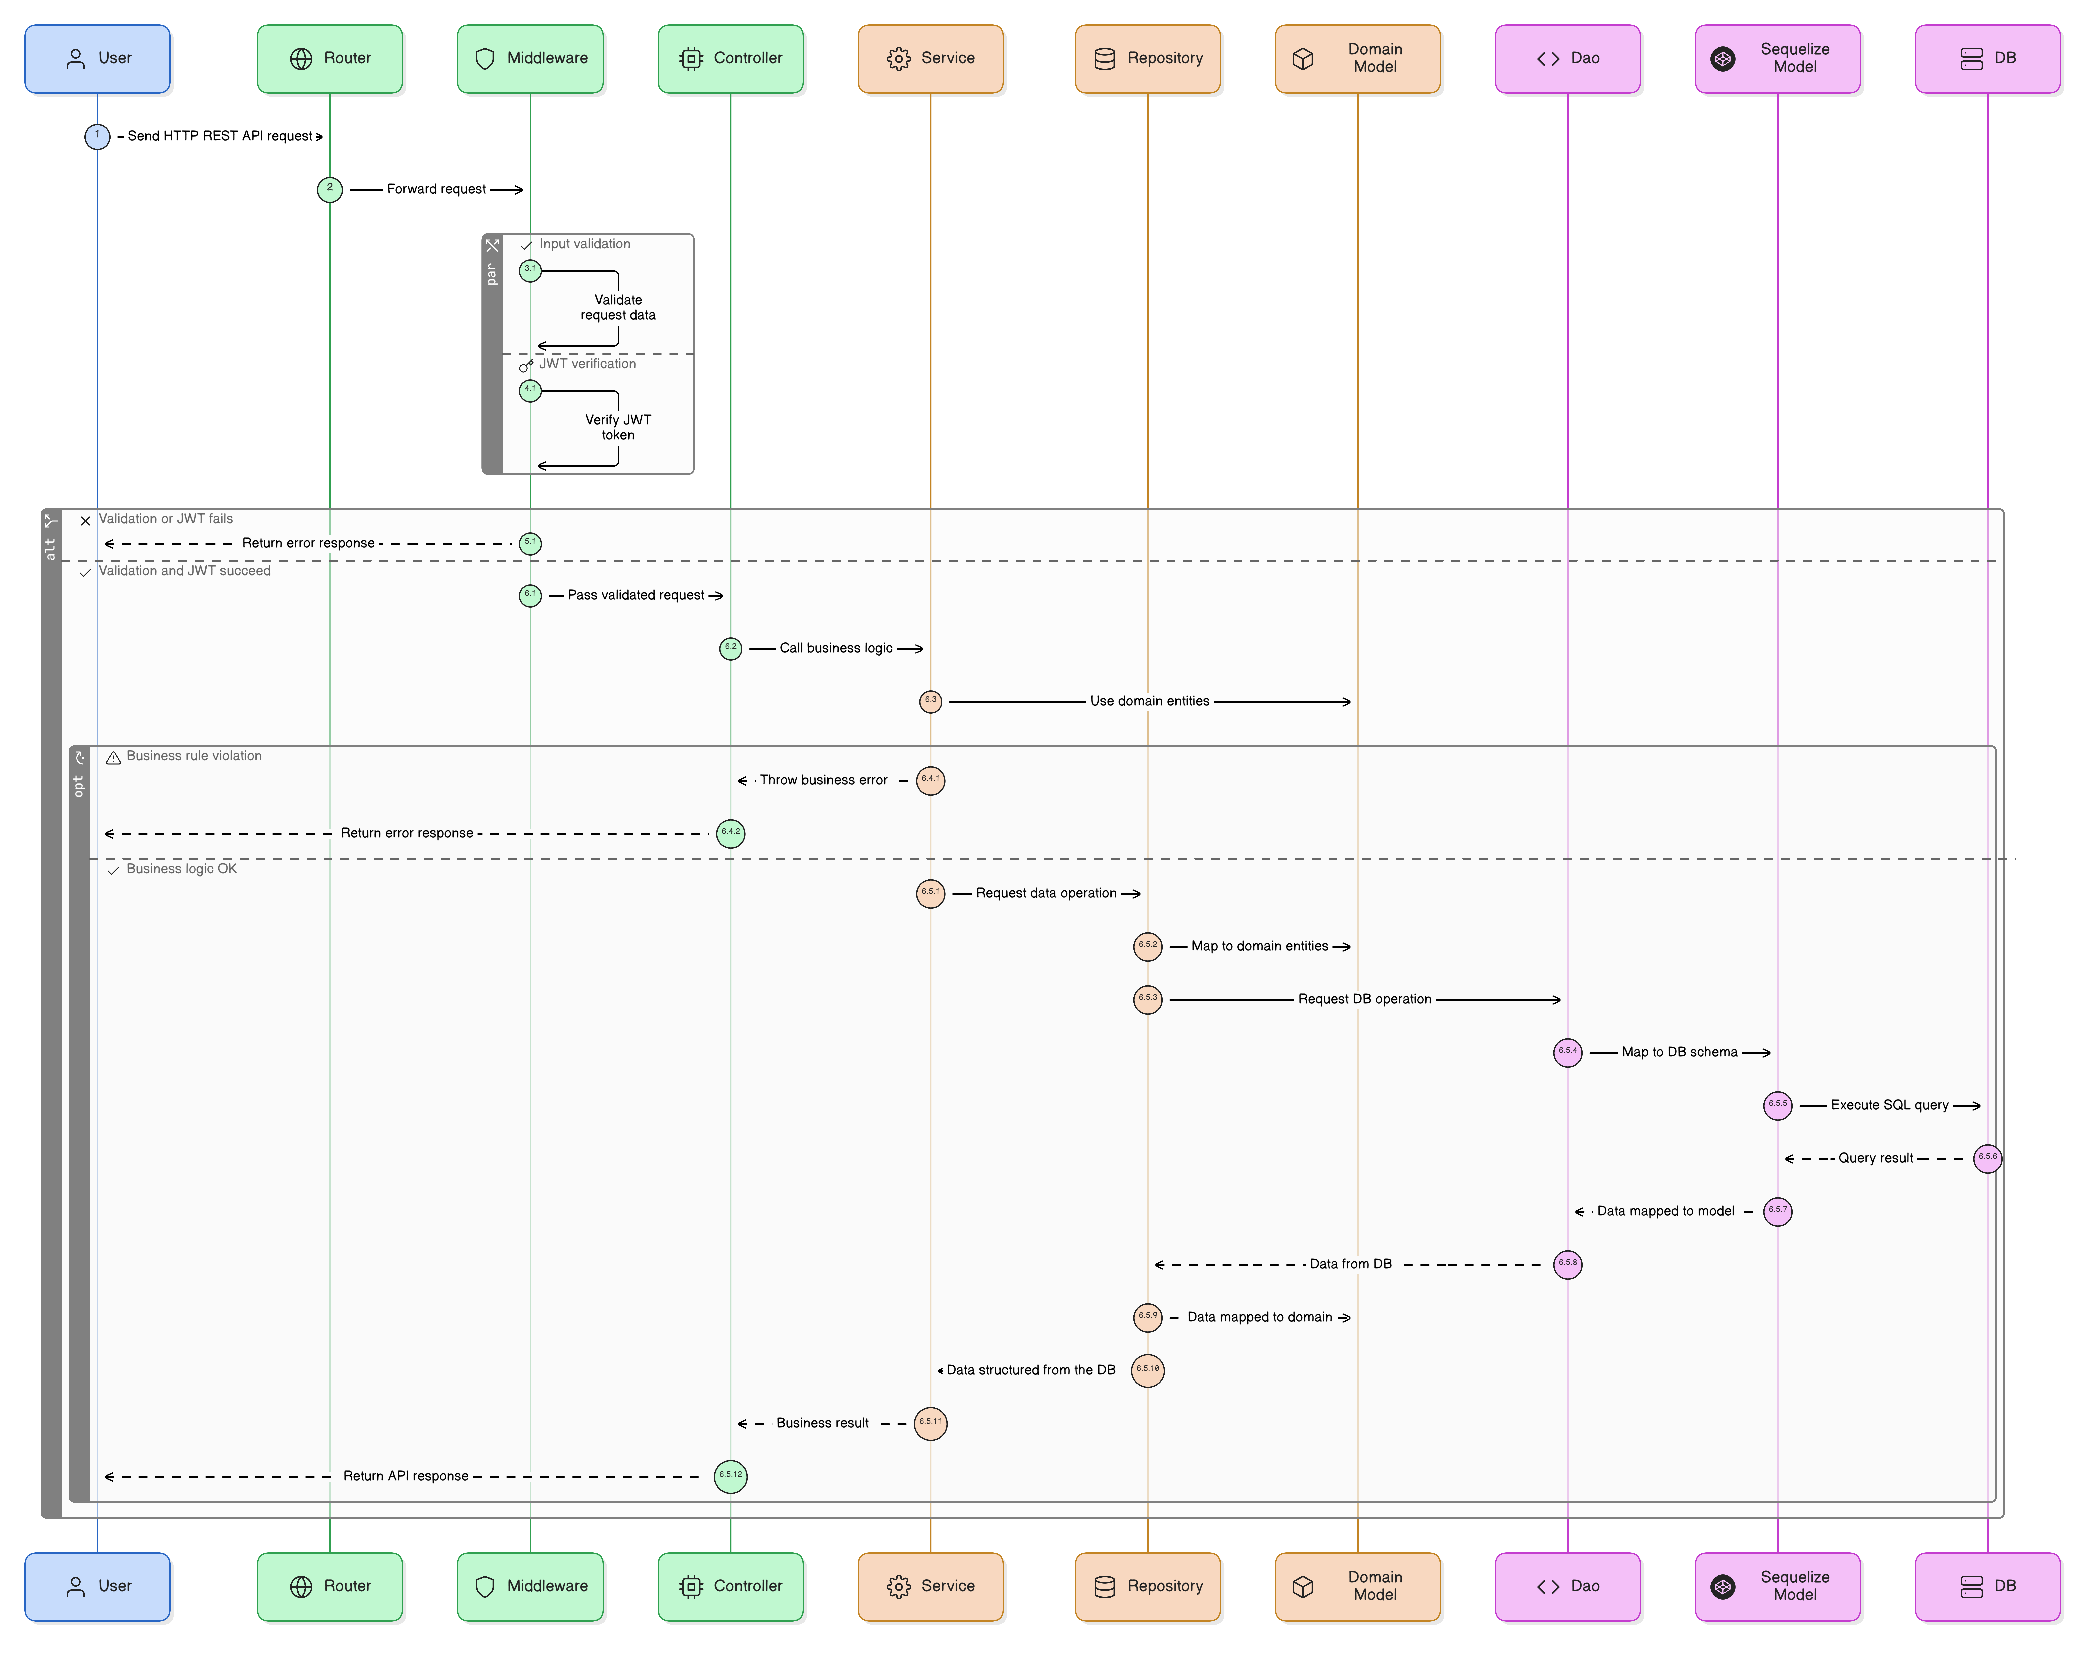 User
Router
Middleware
Controller
Service
Repository
Domain
Model
Dao
Sequelize
Model
DB
1
Send HTTP REST API request
2
Forward request
par
Input validation
3.1
Validate
request data
JWT verification
4.1
Verify JWT
token
alt
Validation or JWT fails
Return error response
5.1
Validation and JWT succeed
6.1
Pass validated request
6.2
Call business logic
6.3
Use domain entities
opt
Business rule violation
Throw business error
6.4.1
Return error response
6.4.2
Business logic OK
6.5.1
Request data operation
6.5.2
Map to domain entities
6.5.3
Request DB operation
6.5.4
Map to DB schema
6.5.5
Execute SQL query
Query result
6.5.6
Data mapped to model
6.5.7
Data from DB
6.5.8
6.5.9
Data mapped to domain
Data structured from the DB
6.5.10
Business result
6.5.11
Return API response
6.5.12
User
Router
Middleware
Controller
Service
Repository
Domain
Model
Dao
Sequelize
Model
DB